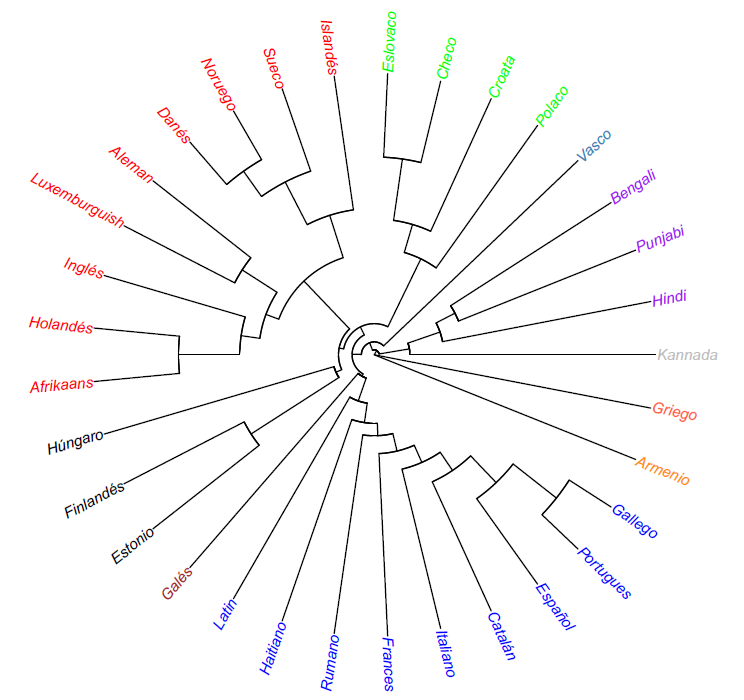 Islandés
Eslovaco
Checo
Croata
Polaco
Vasco
Bengali
Punjabi
Hindi
Kannada
Griego
Armenio
Gallego
Portugues
Español
Catalán
Italiano
Frances
Rumano
Haitiano
Latín
Galés
Estonio
Finlandés
Húngaro
Afrikaans
Holandés
Inglés
Luxemburguish
Aleman
Danés
Noruego
Sueco